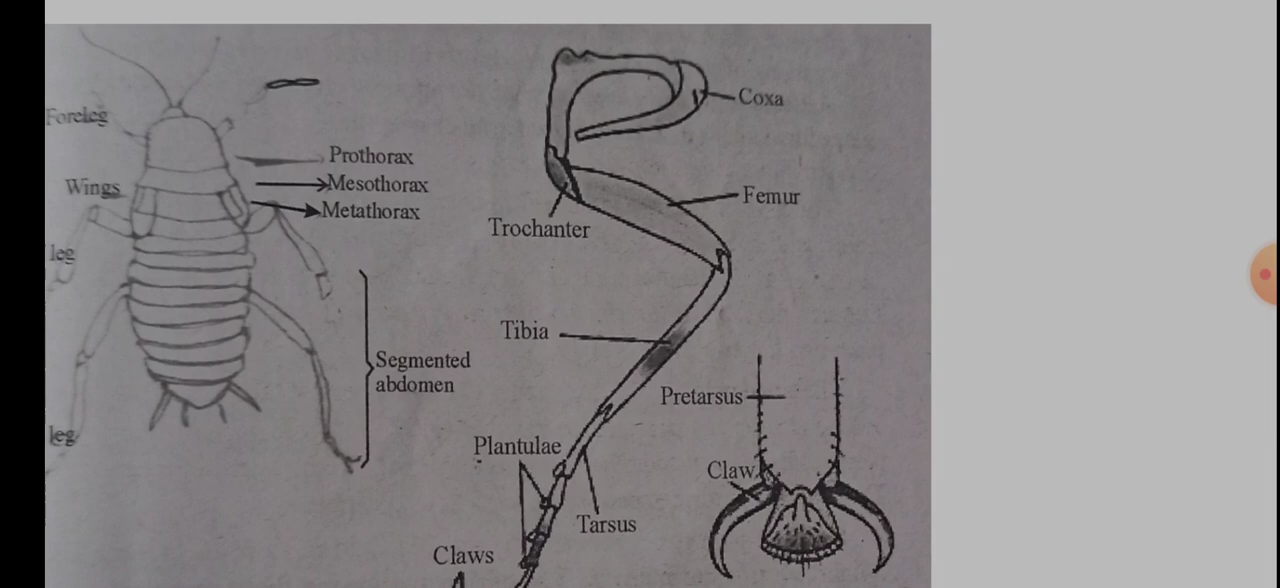 Foreleg
Wings
leg
leg
Prothorax
Mesothorax
Metathorax
Segmented
abdomen
Coxa
Trochanter
Femur
Tibia
Pretarsus
Plantulae
Claw
Tarsus
Claws